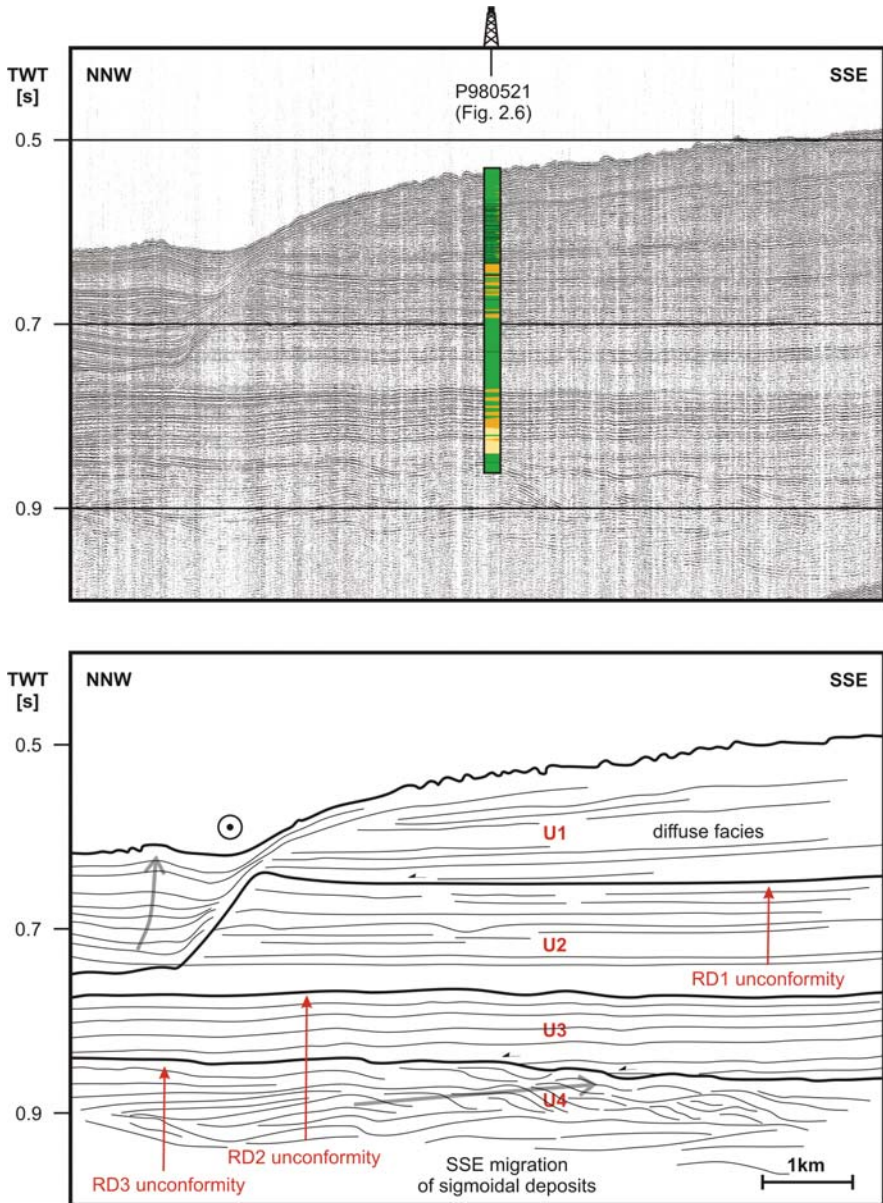 TWT
[s]
NNW
SSE
P980521
(Fig. 2.6)
0.5
0.7
0.9
TWT
[s]
NNW
SSE
0.5
U1
diffuse facies
0.7
U2
RD1 unconformity
U3
0.9
U4
RD2 unconformity
RD3 unconformity
SSE migration
of sigmoidal deposits
1km